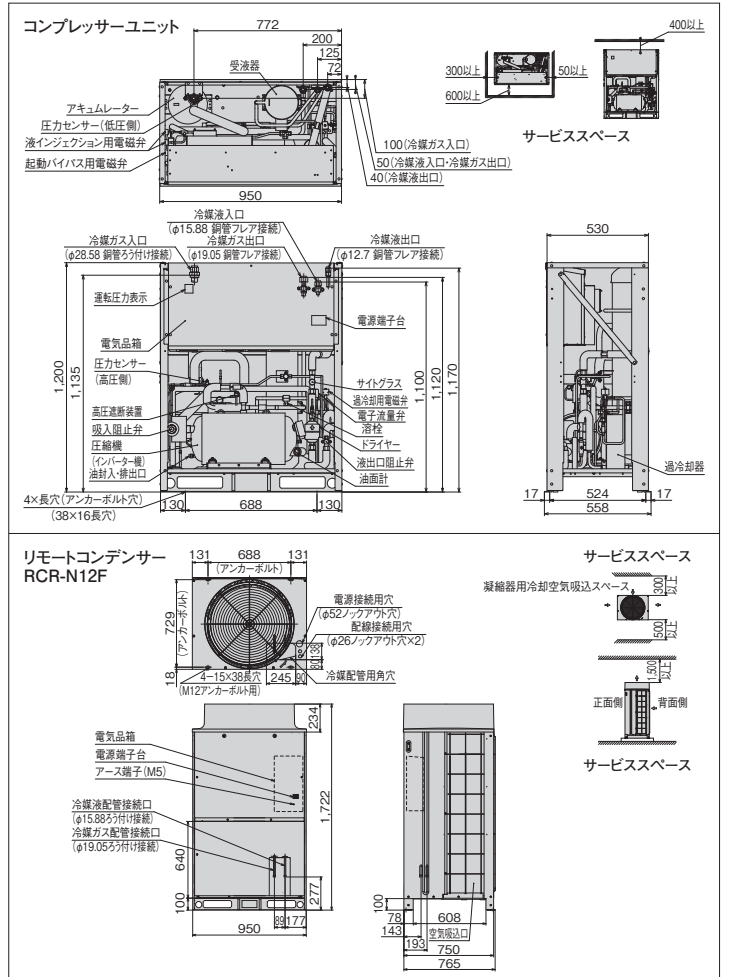 コンプレッサーユニット
772
200
125
72
受液器
アキュムレーター
圧力センサー(低圧側)
液インジェクション用電磁弁
起動バイパス用電磁弁
100(冷媒ガス入口)
50(冷媒液入口・冷媒ガス出口)
40(冷媒液出口)
950
400以上
300以上
50以上
600以上
サービススペース
冷媒液入口
(φ15.88 銅管フレア接続)
冷媒ガス入口
(φ28.58 銅管ろう付け接続)
冷媒ガス出口
(φ19.05 銅管フレア接続)
冷媒液出口
(φ12.7 銅管フレア接続)
運転圧力表示
電源端子台
電気品箱
圧力センサー
(高圧側)
高圧遮断装置
吸入阻止弁
圧縮機
(インバーター機)
油封入・排出口
4×長穴(アンカーボルト穴)
(38×16長穴)
サイトグラス
過冷却用電磁弁
電子流量弁
溶栓
ドライヤー
液出口阻止弁
油面計
1,200
1,135
1,100
1,120
1,170
130
688
130
530
過冷却器
17
524
17
558
リモートコンデンサー
RCR-N12F
131
688
131
(アンカーボルト)
729
(アンカーボルト)
18
4−15×38長穴
(M12アンカーボルト用)
245
90
80
136
電源接続用穴
(φ52ノックアウト穴)
配線接続用穴
(φ26ノックアウト穴×2)
冷媒配管用角穴
サービススペース
凝縮器用冷却空気吸込スペース
300以上
500以上
1,500以上
正面側
背面側
サービススペース
234
電気品箱
電源端子台
アース端子(M5)
冷媒液配管接続口
(φ15.88ろう付け接続)
冷媒ガス配管接続口
(φ19.05ろう付け接続)
1,722
640
277
100
89
177
950
100
78
608
143
空気吸込口
193
750
765